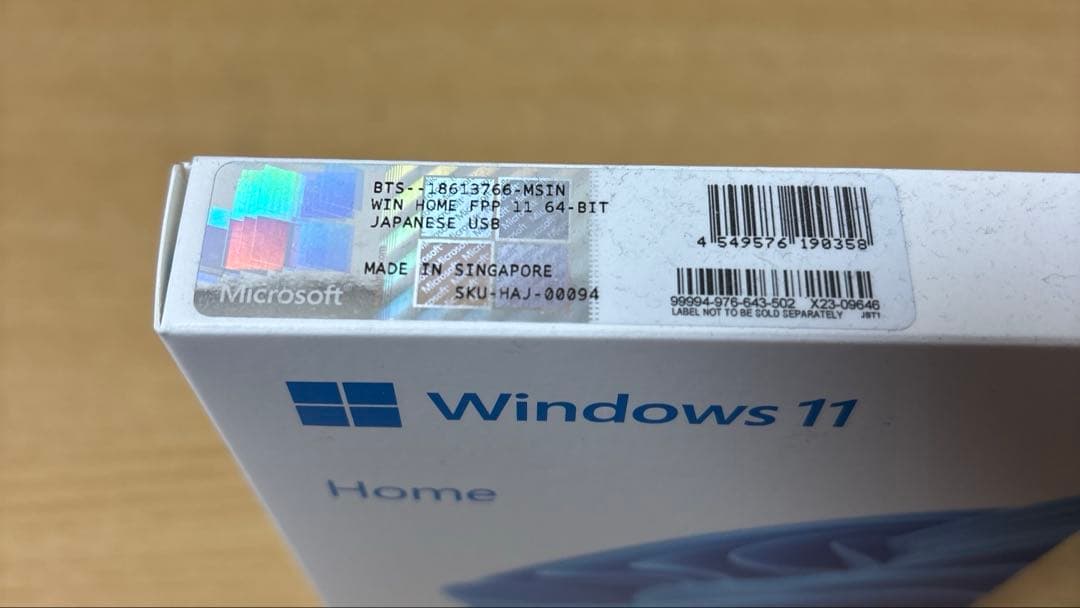 BTS--18613766-MSIN
WIN HOME FPP 11 64-BIT
JAPANESE USB
MADE IN SINGAPORE
SKU-HAJ-00094
Microsoft
4 549576 190358
99994-976-643-502 X23-09646
LABEL NOT TO BE SOLD SEPARATELY JST1
Windows 11
Home